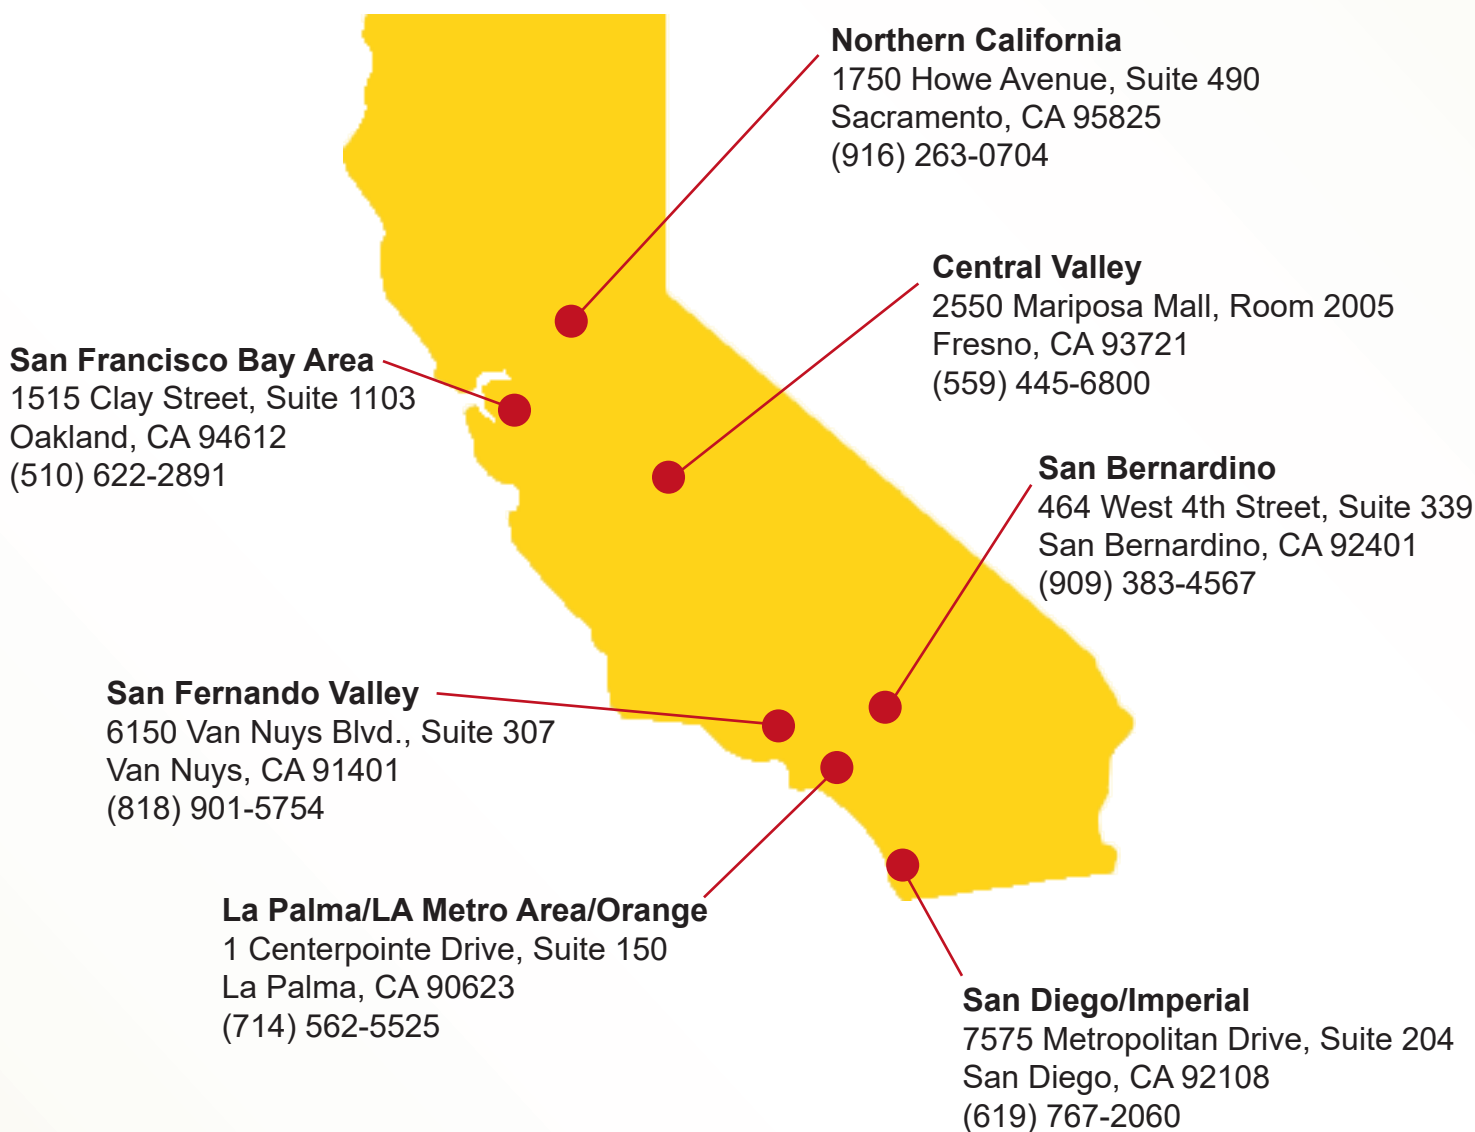 Northern California
1750 Howe Avenue, Suite 490
Sacramento, CA 95825
(916) 263-0704
Central Valley
2550 Mariposa Mall, Room 2005
Fresno, CA 93721
(559) 445-6800
San Francisco Bay Area
1515 Clay Street, Suite 1103
Oakland, CA 94612
(510) 622-2891
San Bernardino
464 West 4th Street, Suite 339
San Bernardino, CA 92401
(909) 383-4567
San Fernando Valley
6150 Van Nuys Blvd., Suite 307
Van Nuys, CA 91401
(818) 901-5754
La Palma/LA Metro Area/Orange
1 Centerpointe Drive, Suite 150
La Palma, CA 90623
(714) 562-5525
San Diego/Imperial
7575 Metropolitan Drive, Suite 204
San Diego, CA 92108
(619) 767-2060